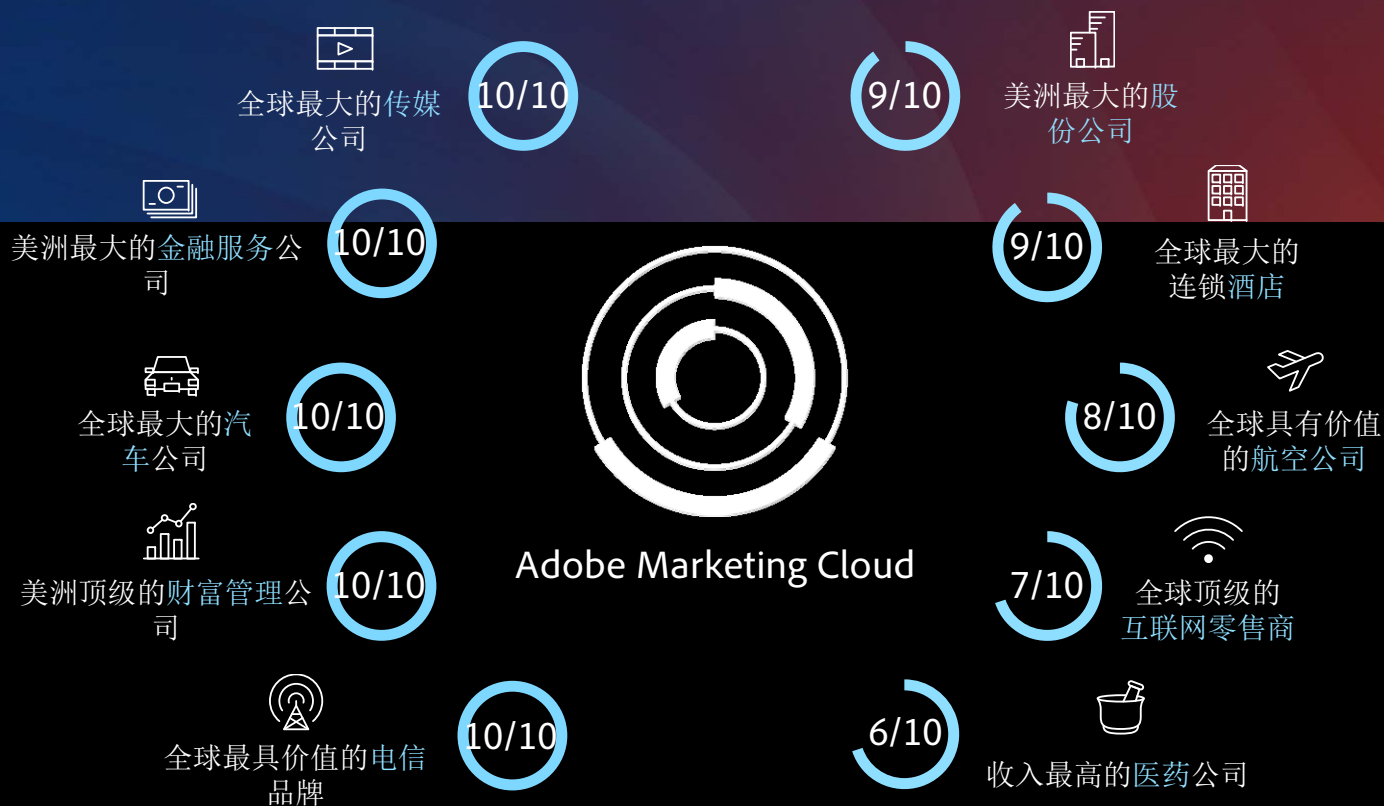 全球最大的传媒
公司
10/10
9/10
美洲最大的股
份公司
美洲最大的金融服务公
司
10/10
9/10
全球最大的
连锁酒店
全球最大的汽
车公司
10/10
8/10
全球具有价值
的航空公司
美洲顶级的财富管理公
司
10/10
Adobe Marketing Cloud
7/10
全球顶级的
互联网零售商
全球最具价值的电信
品牌
10/10
6/10
收入最高的医药公司